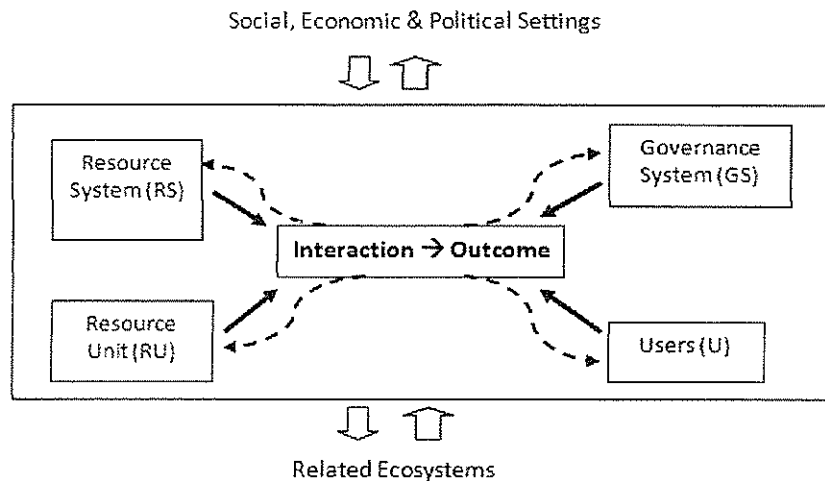 Social, Economic & Political Settings
Resource
System (RS)
Governance
System (GS)
Interaction → Outcome
Resource
Unit (RU)
Users (U)
Related Ecosystems